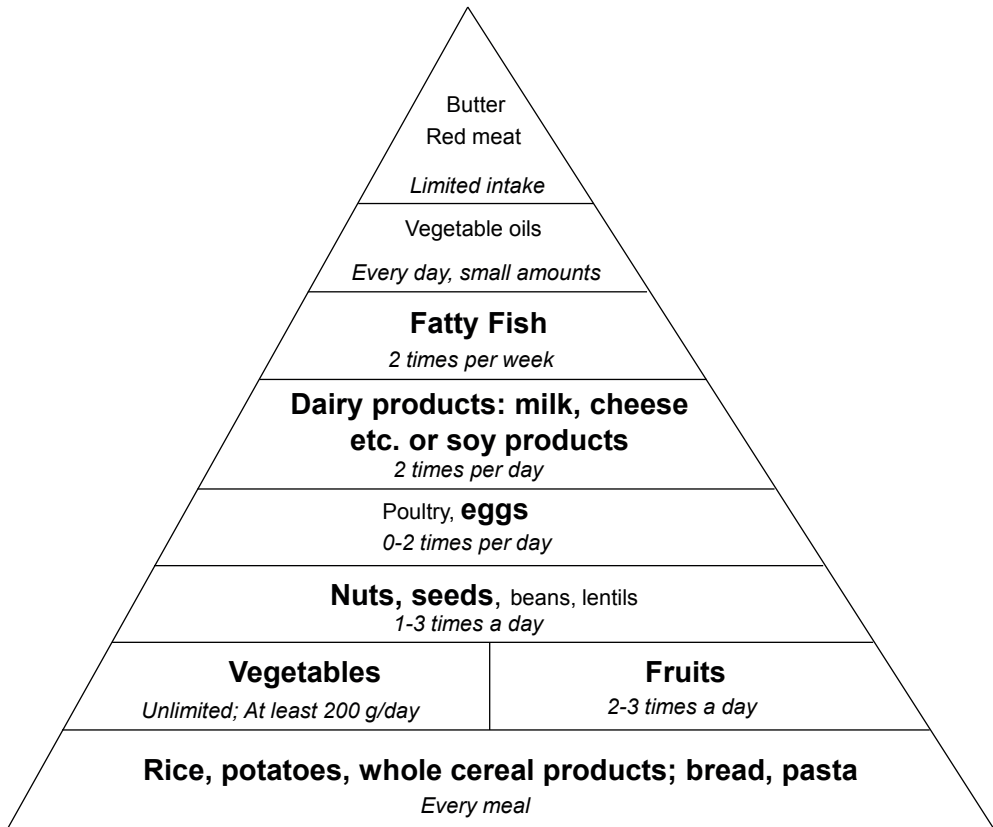 Butter
Red meat
Limited intake
Vegetable oils
Every day, small amounts
Fatty Fish
2 times per week
Dairy products: milk, cheese
etc. or soy products
2 times per day
Poultry, eggs
0-2 times per day
Nuts, seeds, beans, lentils
1-3 times a day
Vegetables
Unlimited; At least 200 g/day
Fruits
2-3 times a day
Rice, potatoes, whole cereal products; bread, pasta
Every meal